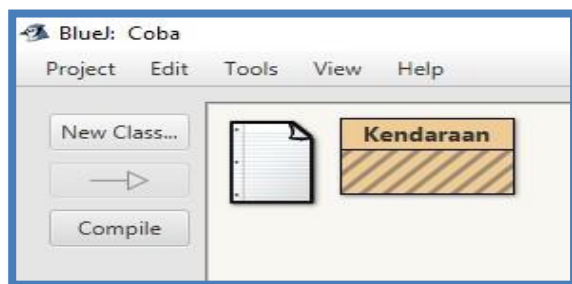 BlueJ: Coba
Project Edit Tools View Help
New Class...
Kendaraan
Compile